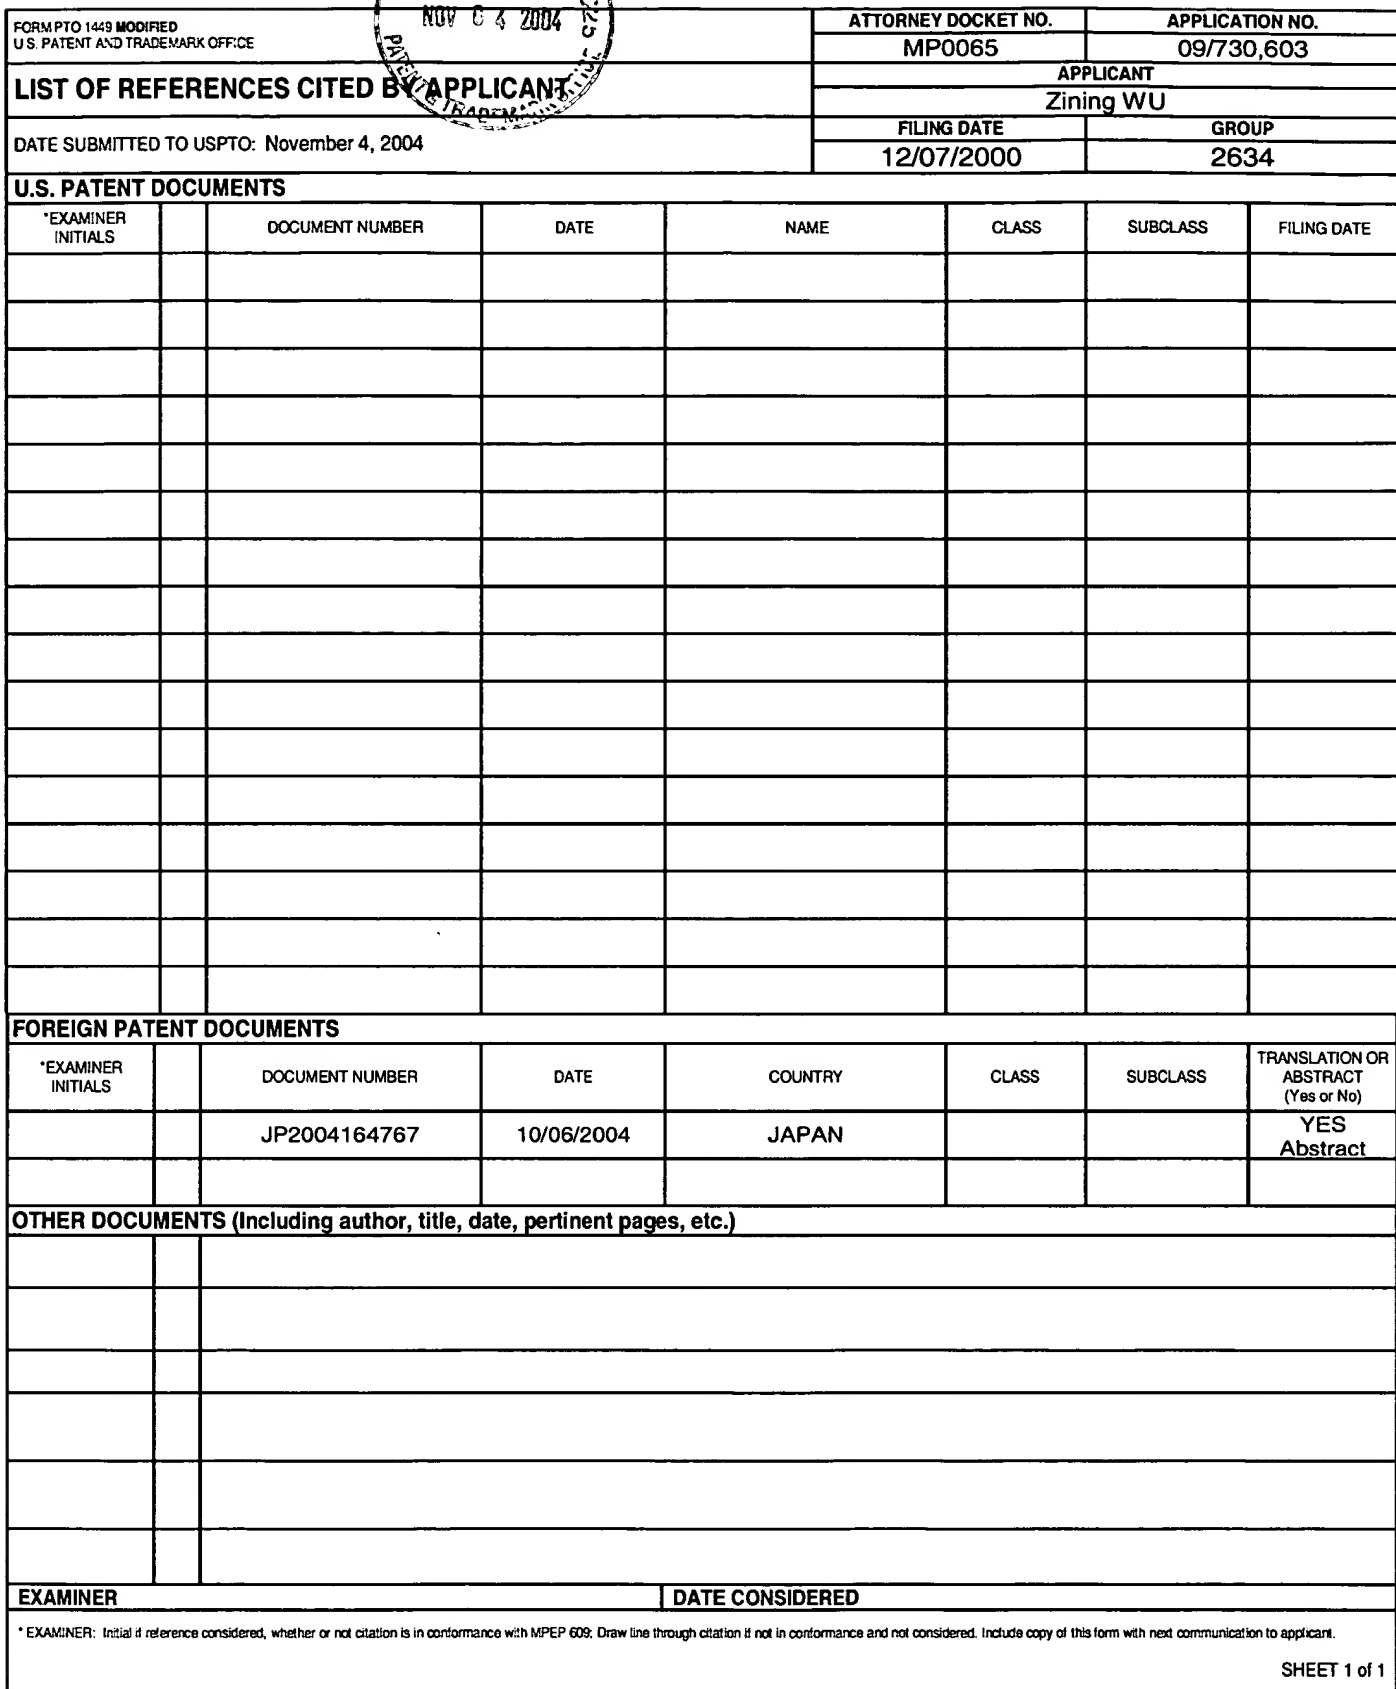 FORM PTO 1449 MODIFIED
U.S. PATENT AND TRADEMARK OFFICE
NOV 0 4 2004
PATENT & TRADEMARK OFFICE
ATTORNEY DOCKET NO.
APPLICATION NO.
MP0065
09/730,603
LIST OF REFERENCES CITED BY APPLICANT
APPLICANT
Zining WU
DATE SUBMITTED TO USPTO: November 4, 2004
FILING DATE
GROUP
12/07/2000
2634
U.S. PATENT DOCUMENTS
*EXAMINER
INITIALS
DOCUMENT NUMBER
DATE
NAME
CLASS
SUBCLASS
FILING DATE
FOREIGN PATENT DOCUMENTS
*EXAMINER
INITIALS
DOCUMENT NUMBER
DATE
COUNTRY
CLASS
SUBCLASS
TRANSLATION OR
ABSTRACT
(Yes or No)
JP2004164767
10/06/2004
JAPAN
YES
Abstract
OTHER DOCUMENTS (Including author, title, date, pertinent pages, etc.)
EXAMINER
DATE CONSIDERED
* EXAMINER: Initial if reference considered, whether or not citation is in conformance with MPEP 609; Draw line through citation if not in conformance and not considered. Include copy of this form with next communication to applicant.
SHEET 1 of 1